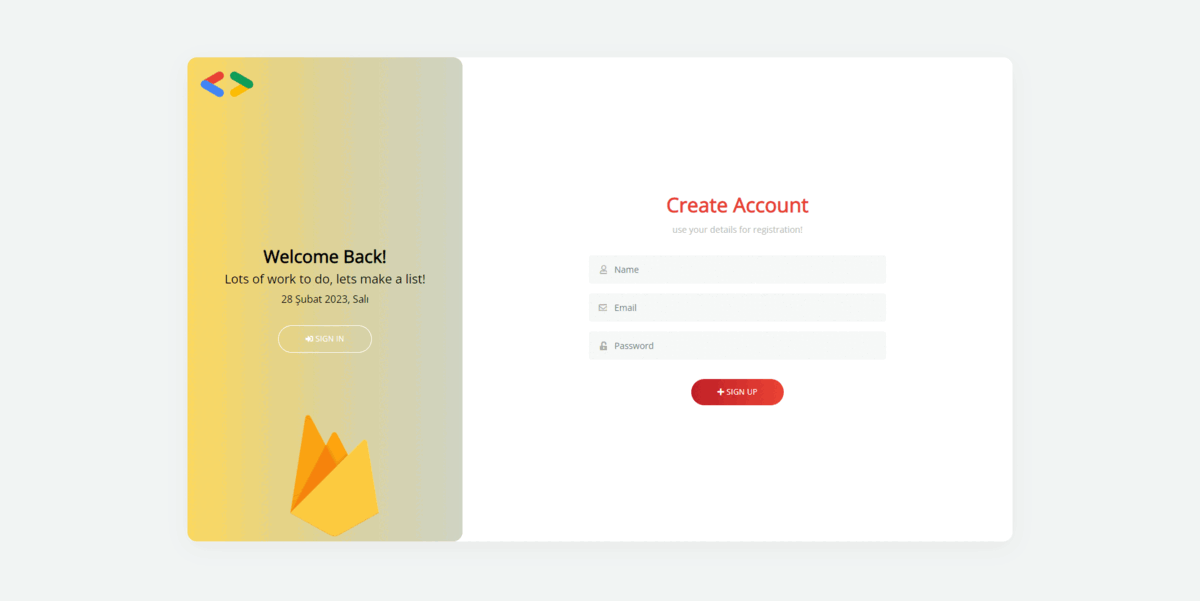 Welcome Back!
Lots of work to do, lets make a list!
28 Şubat 2023, Salı
SIGN IN
Create Account
use your details for registration!
Name
Email
Password
SIGN UP